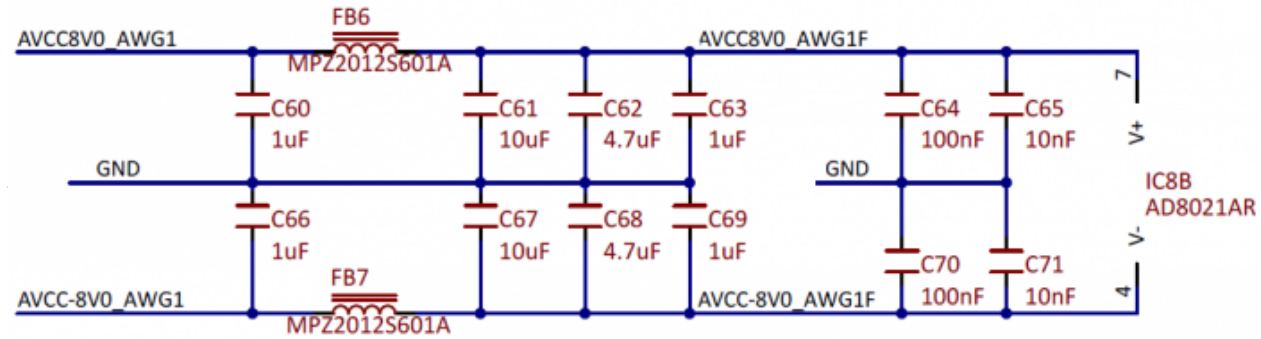 FB6
AVCC8V0_AWG1
AVCC8V0_AWG1F
MPZ2012S601A
7
C60
C61
C62
C63
C64
C65
1uF
10uF
4.7uF
1uF
100nF
10nF
V+
GND
GND
IC8B
AD8021AR
C66
C67
C68
C69
1uF
10uF
4.7uF
1uF
V-
C70
C71
100nF
10nF
4
FB7
AVCC-8V0_AWG1
AVCC-8V0_AWG1F
MPZ2012S601A